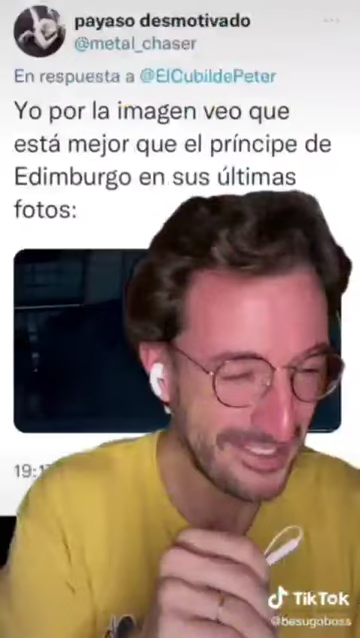 payaso desmotivado
@metal_chaser
En respuesta a @ElCubildePeter
Yo por la imagen veo que
está mejor que el príncipe de
Edimburgo en sus últimas
fotos:
TikTok
@besugoboss